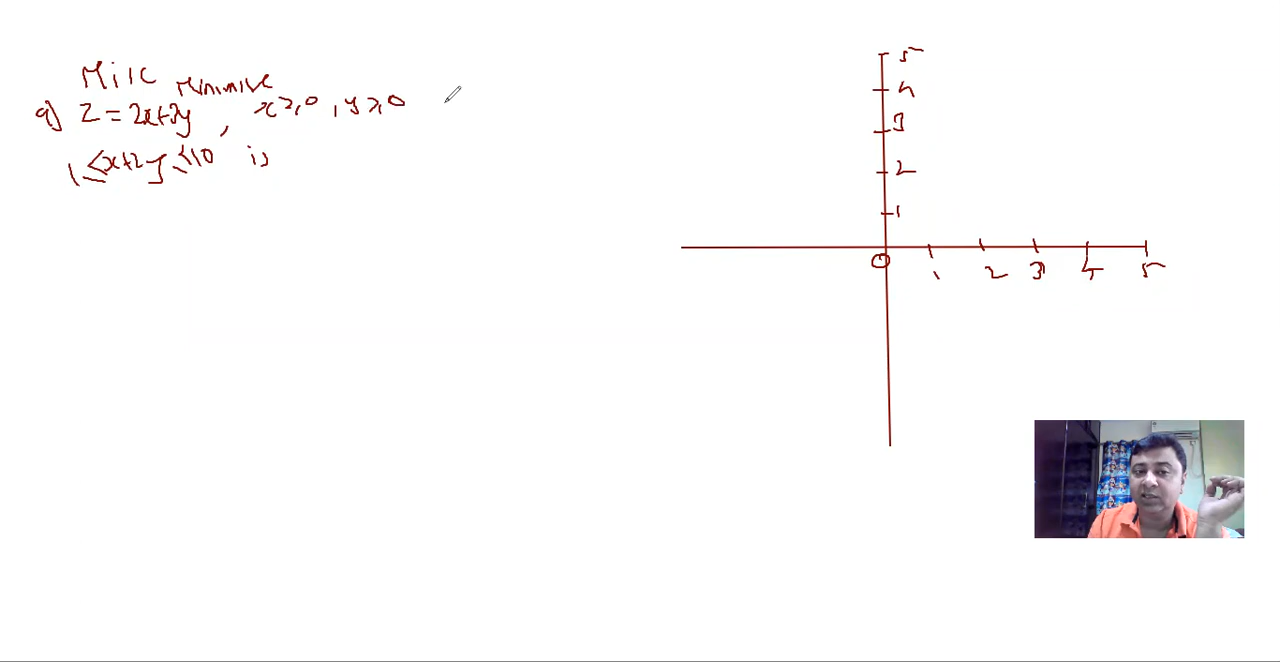 Minimise
Q) Z = 2x+3y , x≥0 , y≥0
1≤x+2y≤10 is
5
4
3
2
1
0 1 2 3 4 5